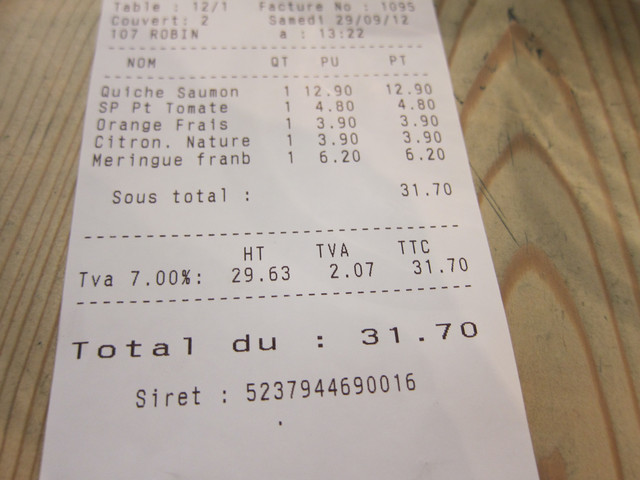 Table : 12/1 Facture No : 1095
Couvert: 2 Samedi 29/09/12
107 ROBIN a : 13:22
NOM QT PU PT
Quiche Saumon 1 12.90 12.90
SP Pt Tomate 1 4.80 4.80
Orange Frais 1 3.90 3.90
Citron. Nature 1 3.90 3.90
Meringue franb 1 6.20 6.20
Sous total : 31.70
HT TVA TTC
Tva 7.00%: 29.63 2.07 31.70
Total du : 31.70
Siret : 5237944690016